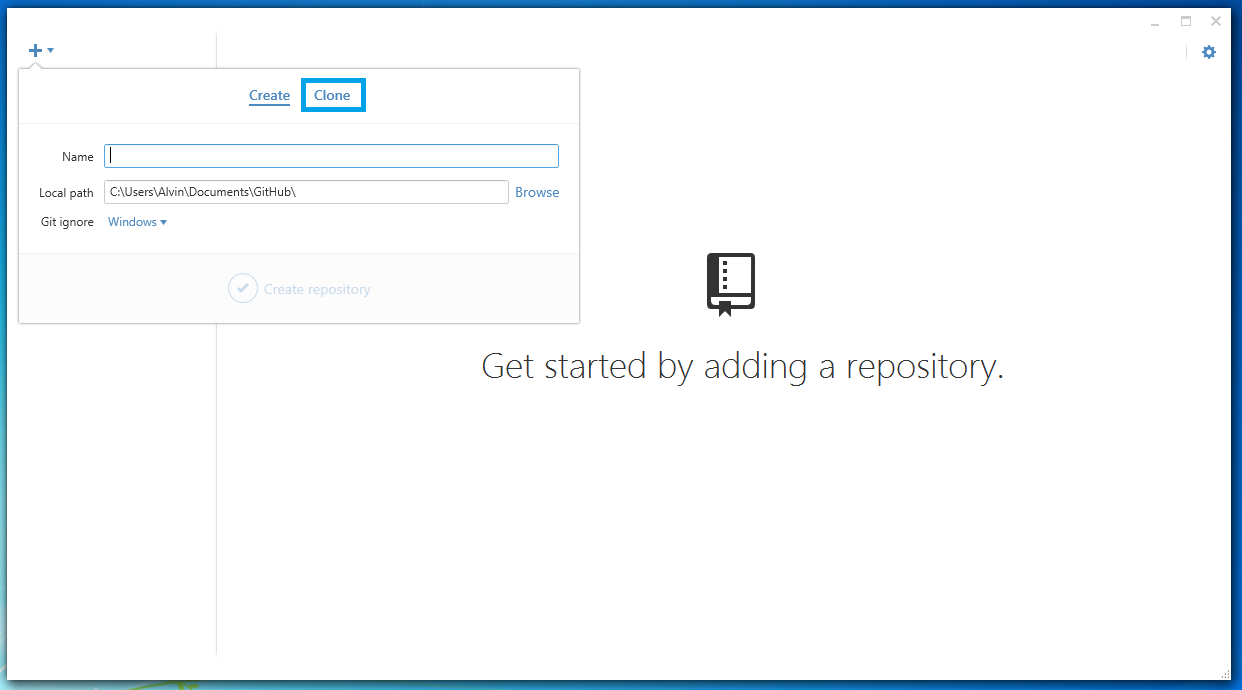 Create Clone
Name
Local path C:\Users\Alvin\Documents\GitHub\ Browse
Git ignore Windows
Create repository
Get started by adding a repository.